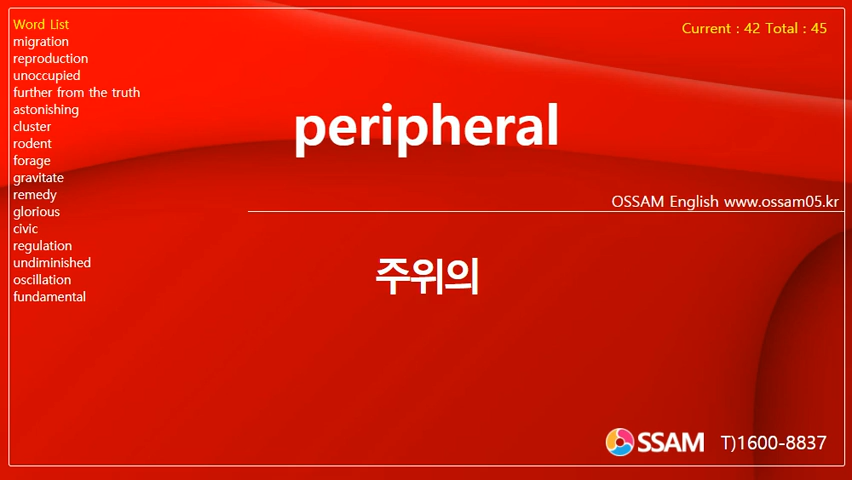 Word List
migration
reproduction
unoccupied
further from the truth
astonishing
cluster
rodent
forage
gravitate
remedy
glorious
civic
regulation
undiminished
oscillation
fundamental
Current : 42 Total : 45
peripheral
OSSAM English www.ossam05.kr
주위의
OSSAM T)1600-8837